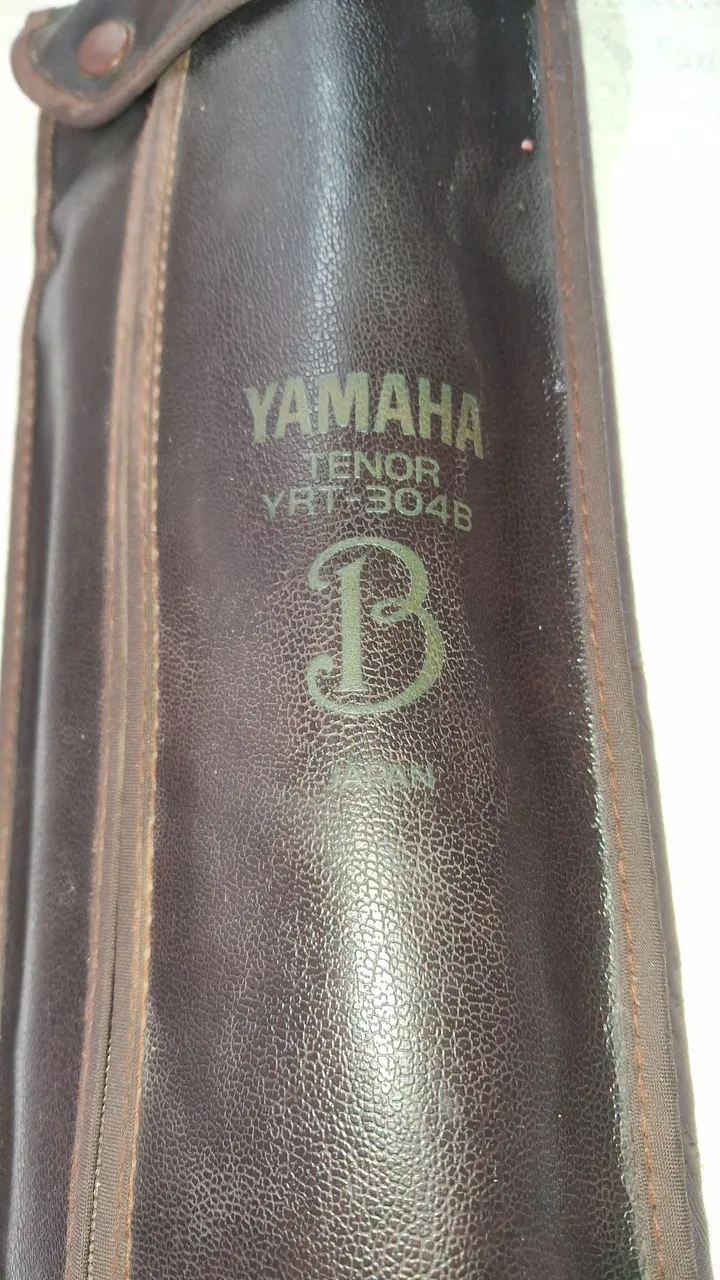 YAMAHA
TENOR
YRT-304B
B
JAPAN